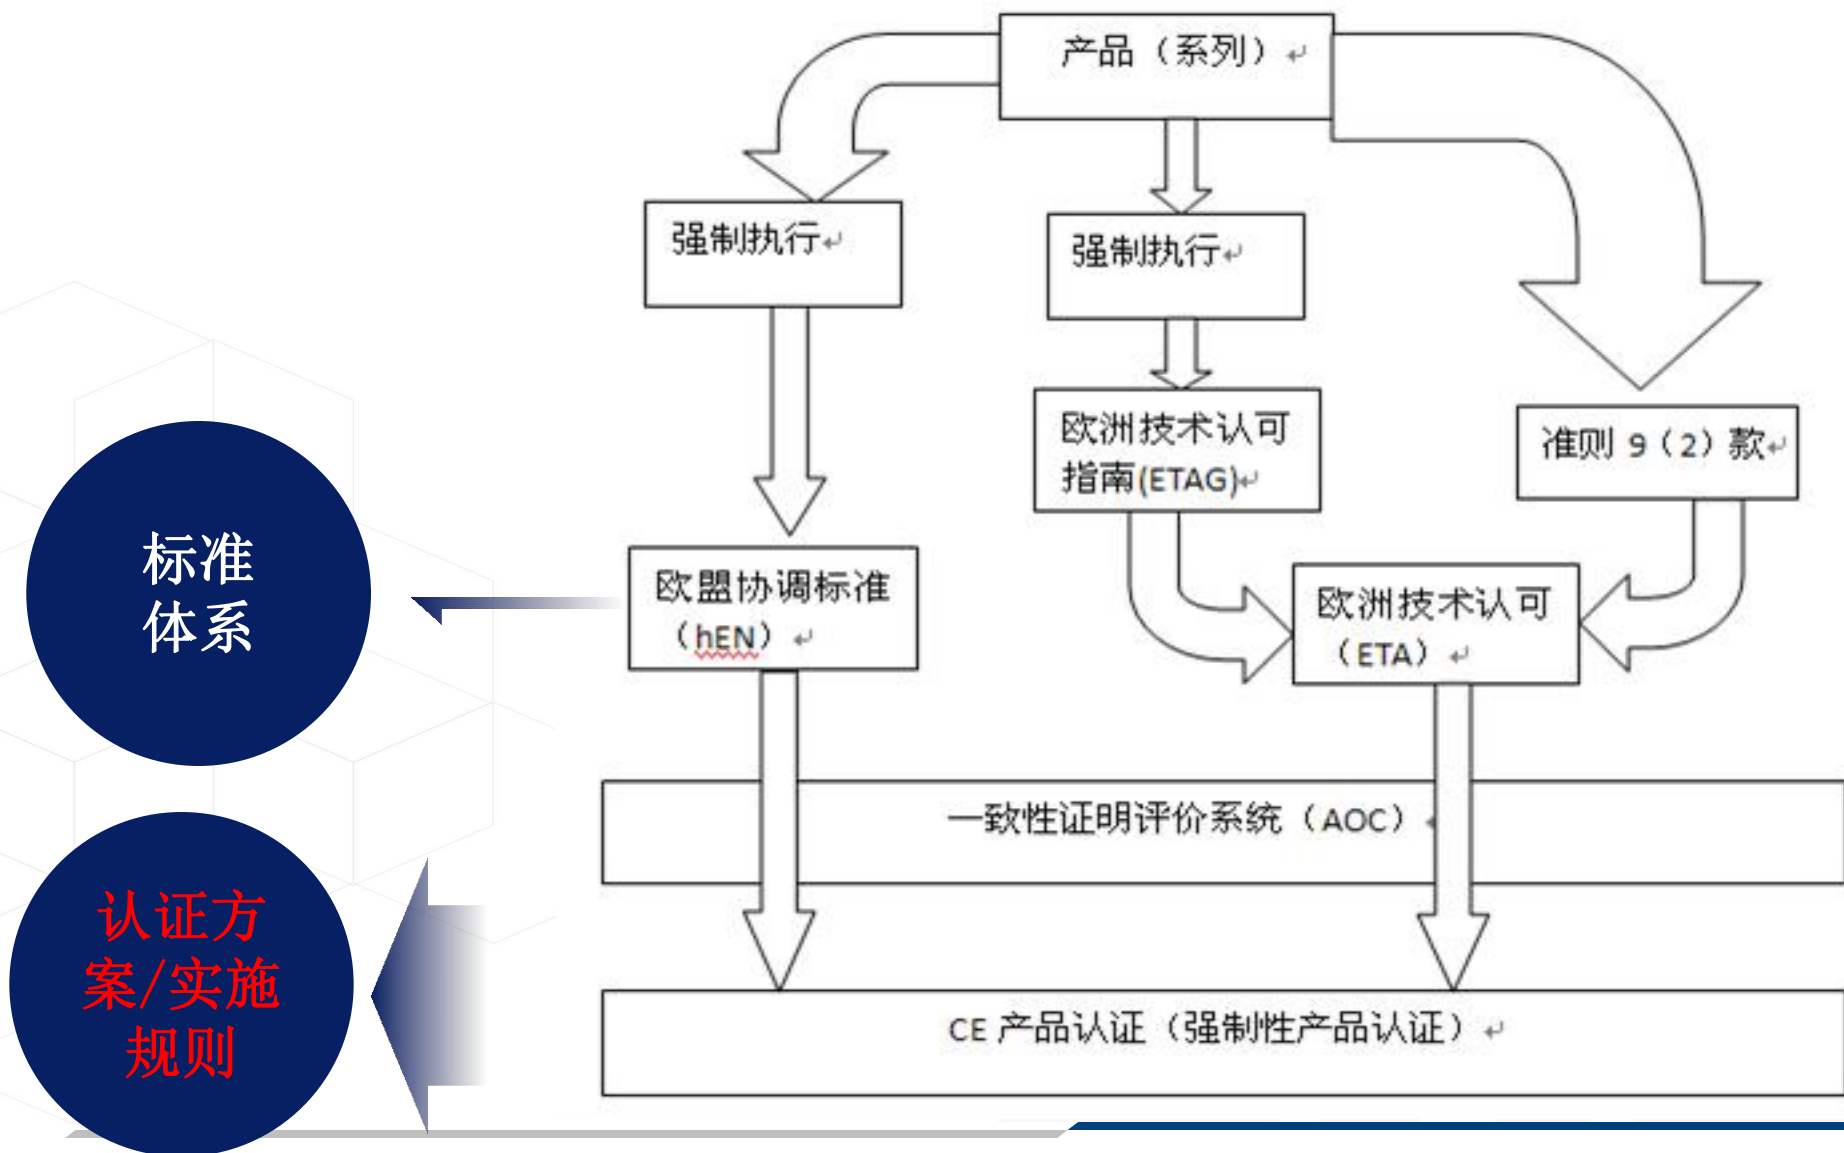 产品（系列）
强制执行
强制执行
欧洲技术认可
指南(ETAG)
准则 9（2）款
标准
体系
欧盟协调标准
（hEN）
欧洲技术认可
（ETA）
一致性证明评价系统（AOC）
认证方
案/实施
规则
CE 产品认证（强制性产品认证）